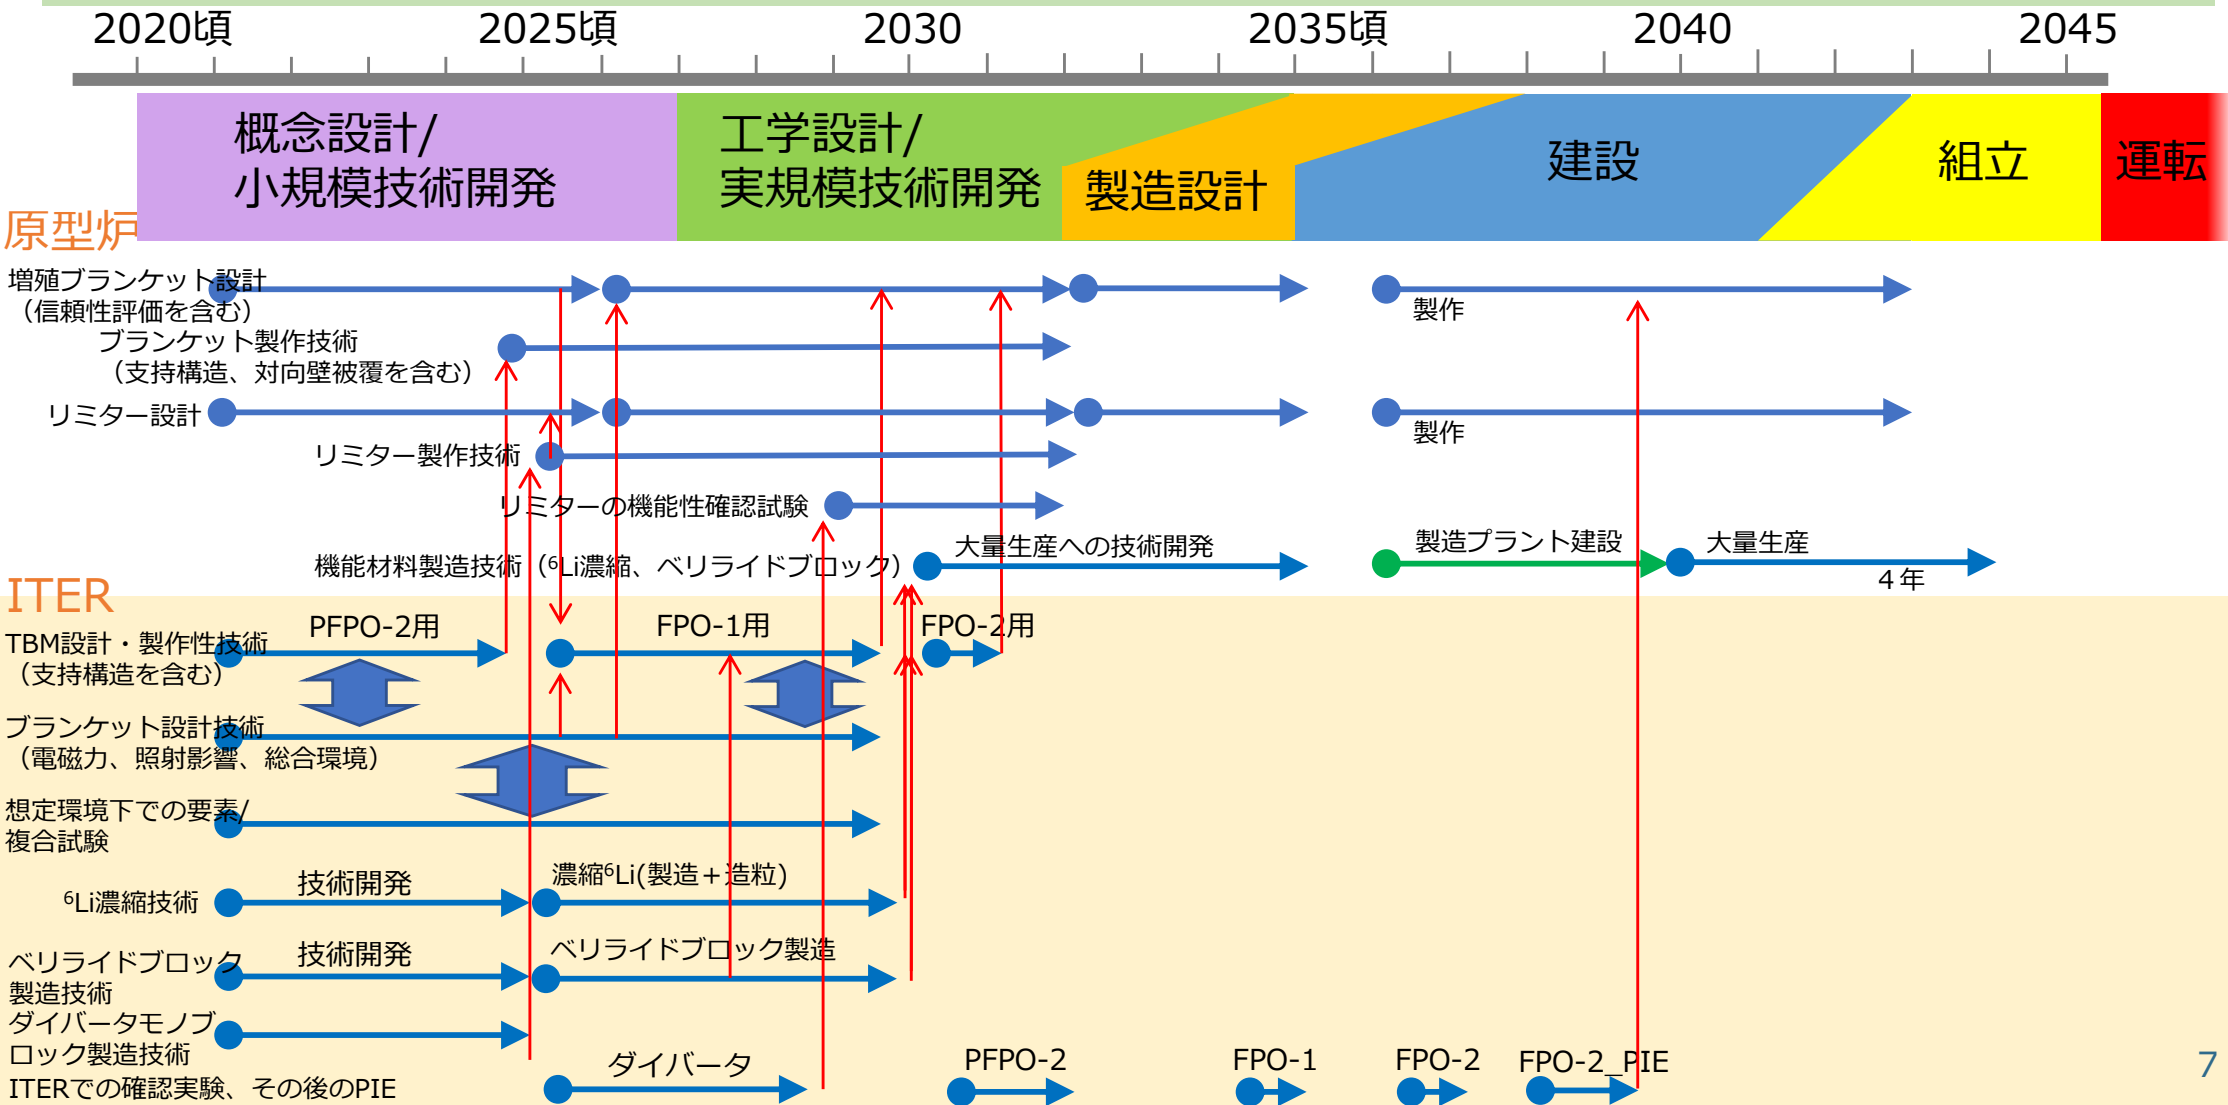 2020頃
2025頃
2030
2035頃
2040
2045
概念設計/
小規模技術開発
工学設計/
実規模技術開発
製造設計
建設
組立
運転
原型炉
増殖ブランケット設計
（信頼性評価を含む）
製作
ブランケット製作技術
（支持構造、対向壁被覆を含む）
リミター設計
製作
リミター製作技術
リミターの機能性確認試験
機能材料製造技術（⁶Li濃縮、ベリライドブロック）
大量生産への技術開発
製造プラント建設
大量生産
４年
ITER
TBM設計・製作性技術
（支持構造を含む）
PFPO-2用
FPO-1用
FPO-2用
ブランケット設計技術
（電磁力、照射影響、総合環境）
想定環境下での要素/
複合試験
⁶Li濃縮技術
技術開発
濃縮⁶Li(製造＋造粒)
ベリライドブロック
製造技術
技術開発
ベリライドブロック製造
ダイバータモノブ
ロック製造技術
ITERでの確認実験、その後のPIE
ダイバータ
PFPO-2
FPO-1
FPO-2
FPO-2_PIE
7